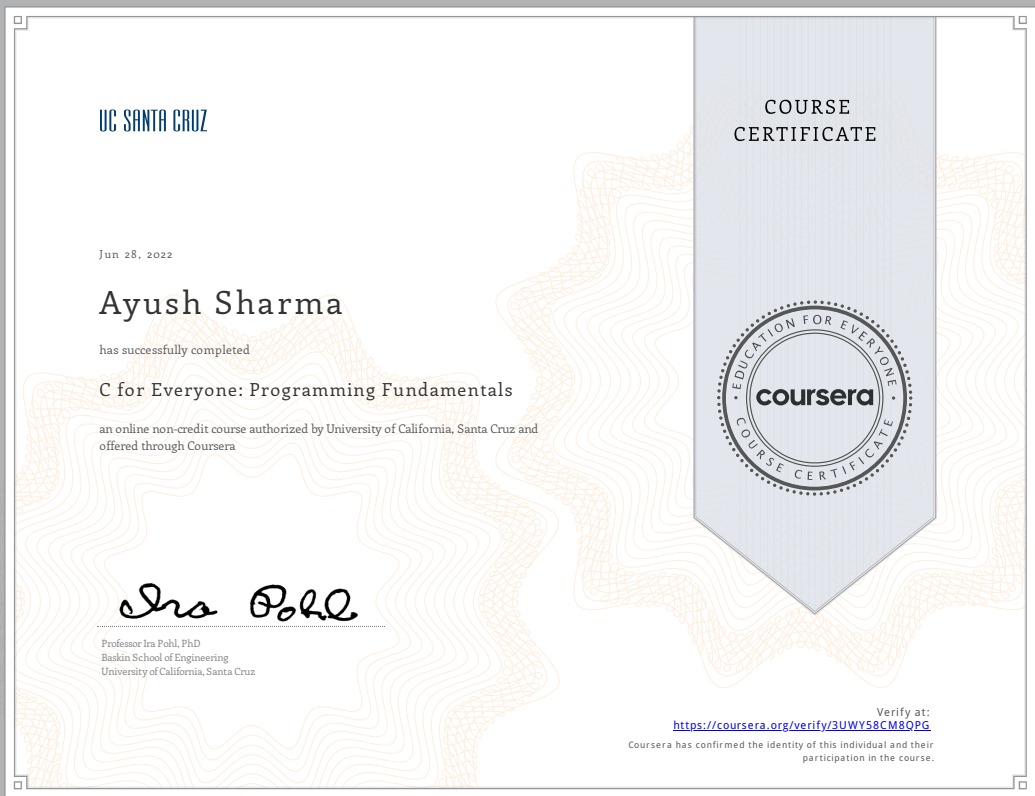 UC SANTA CRUZ
COURSE
CERTIFICATE
Jun 28, 2022
Ayush Sharma
has successfully completed
C for Everyone: Programming Fundamentals
an online non-credit course authorized by University of California, Santa Cruz and
offered through Coursera
EDUCATION FOR EVERYONE
coursera
COURSE CERTIFICATE
Ira Pohl
Professor Ira Pohl, PhD
Baskin School of Engineering
University of California, Santa Cruz
Verify at:
https://coursera.org/verify/3UWY58CM8QPG
Coursera has confirmed the identity of this individual and their
participation in the course.